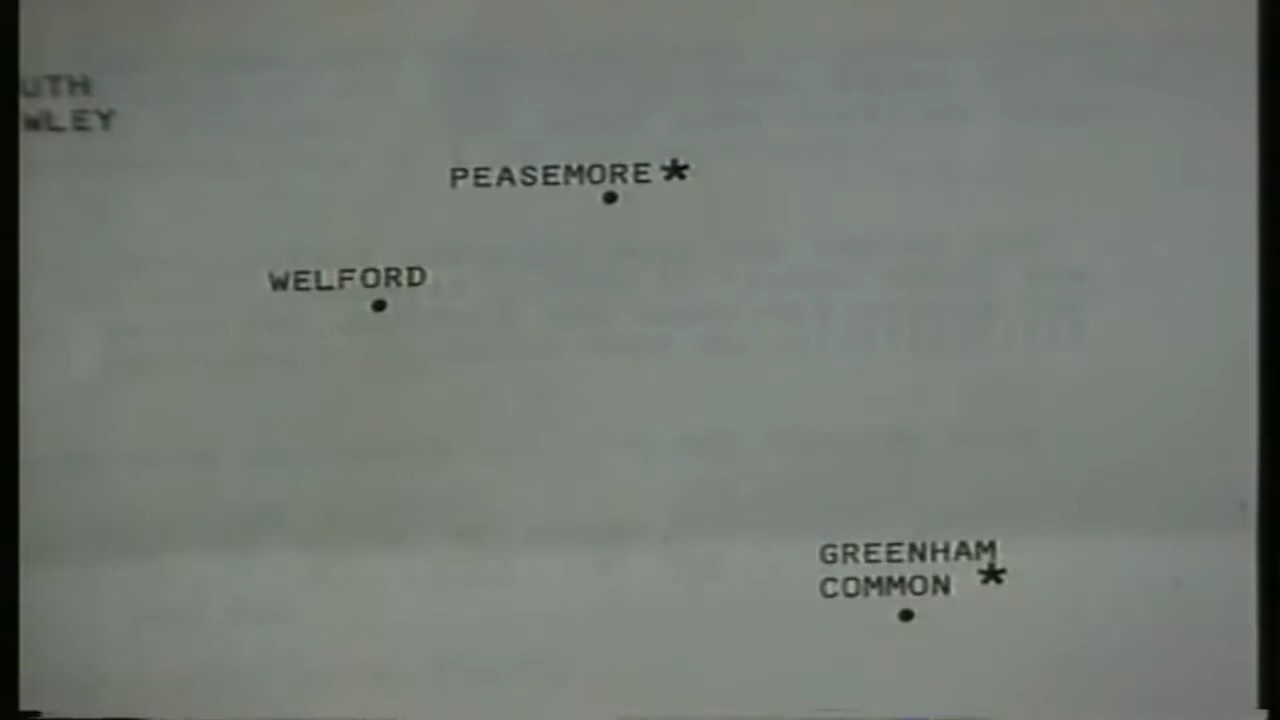 UTH
WLEY
PEASEMORE *
WELFORD
GREENHAM
COMMON *